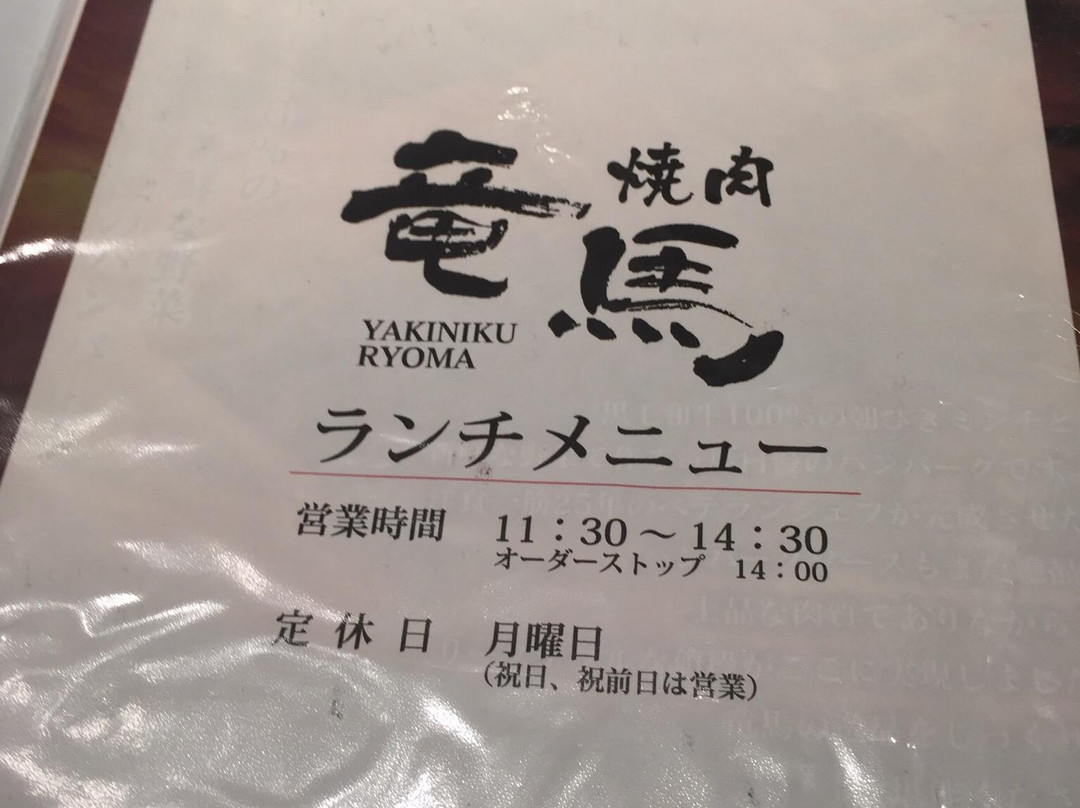 焼肉
竜馬
YAKINIKU
RYOMA
ランチメニュー
営業時間 11:30～14:30
オーダーストップ 14:00
定休日 月曜日
(祝日、祝前日は営業)